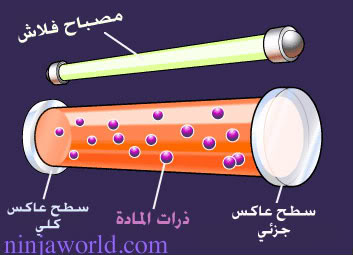 مصباح فلاش
سطح عاكس
جزئي
ذرات المادة
سطح عاكس
كلي
ninjaworld.com